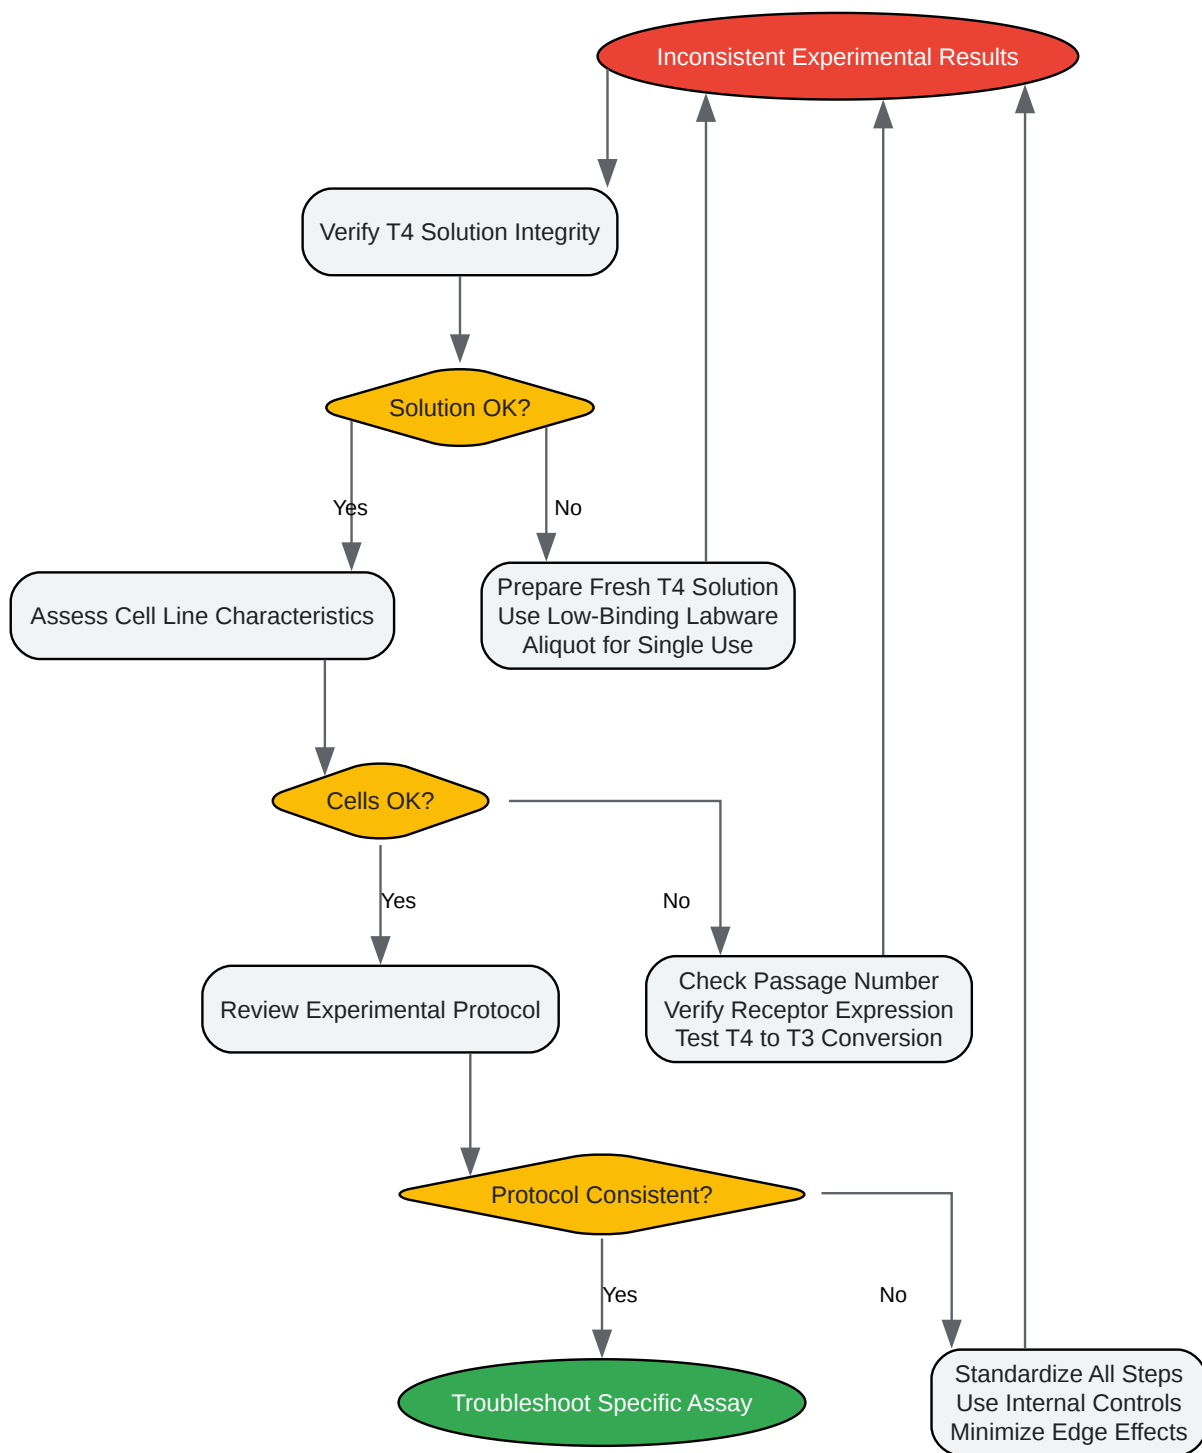 Inconsistent Experimental Results
Verify T4 Solution Integrity
Solution OK?
Yes
No
Assess Cell Line Characteristics
Prepare Fresh T4 Solution
Use Low-Binding Labware
Aliquot for Single Use
Cells OK?
Yes
No
Review Experimental Protocol
Check Passage Number
Verify Receptor Expression
Test T4 to T3 Conversion
Protocol Consistent?
Yes
No
Troubleshoot Specific Assay
Standardize All Steps
Use Internal Controls
Minimize Edge Effects